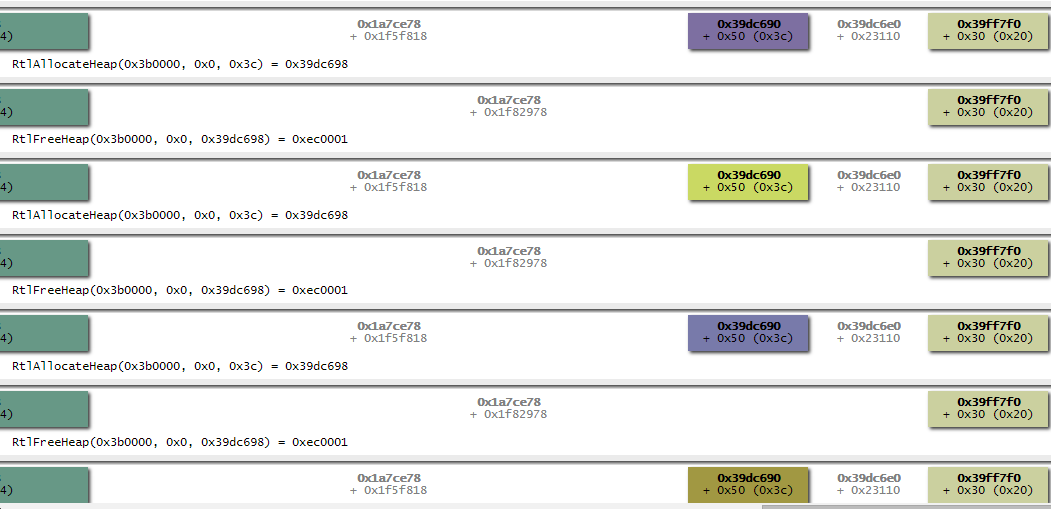 0x1a7ce78 0x39dc690 0x39dc6e0 0x39ff7f0
4) + 0x1f5f818 + 0x50 (0x3c) + 0x23110 + 0x30 (0x20)
RtlAllocateHeap(0x3b0000, 0x0, 0x3c) = 0x39dc698
0x1a7ce78 0x39ff7f0
4) + 0x1f82978 + 0x30 (0x20)
RtlFreeHeap(0x3b0000, 0x0, 0x39dc698) = 0xec0001
0x1a7ce78 0x39dc690 0x39dc6e0 0x39ff7f0
4) + 0x1f5f818 + 0x50 (0x3c) + 0x23110 + 0x30 (0x20)
RtlAllocateHeap(0x3b0000, 0x0, 0x3c) = 0x39dc698
0x1a7ce78 0x39ff7f0
4) + 0x1f82978 + 0x30 (0x20)
RtlFreeHeap(0x3b0000, 0x0, 0x39dc698) = 0xec0001
0x1a7ce78 0x39dc690 0x39dc6e0 0x39ff7f0
4) + 0x1f5f818 + 0x50 (0x3c) + 0x23110 + 0x30 (0x20)
RtlAllocateHeap(0x3b0000, 0x0, 0x3c) = 0x39dc698
0x1a7ce78 0x39ff7f0
4) + 0x1f82978 + 0x30 (0x20)
RtlFreeHeap(0x3b0000, 0x0, 0x39dc698) = 0xec0001
0x1a7ce78 0x39dc690 0x39dc6e0 0x39ff7f0
4) + 0x1f5f818 + 0x50 (0x3c) + 0x23110 + 0x30 (0x20)